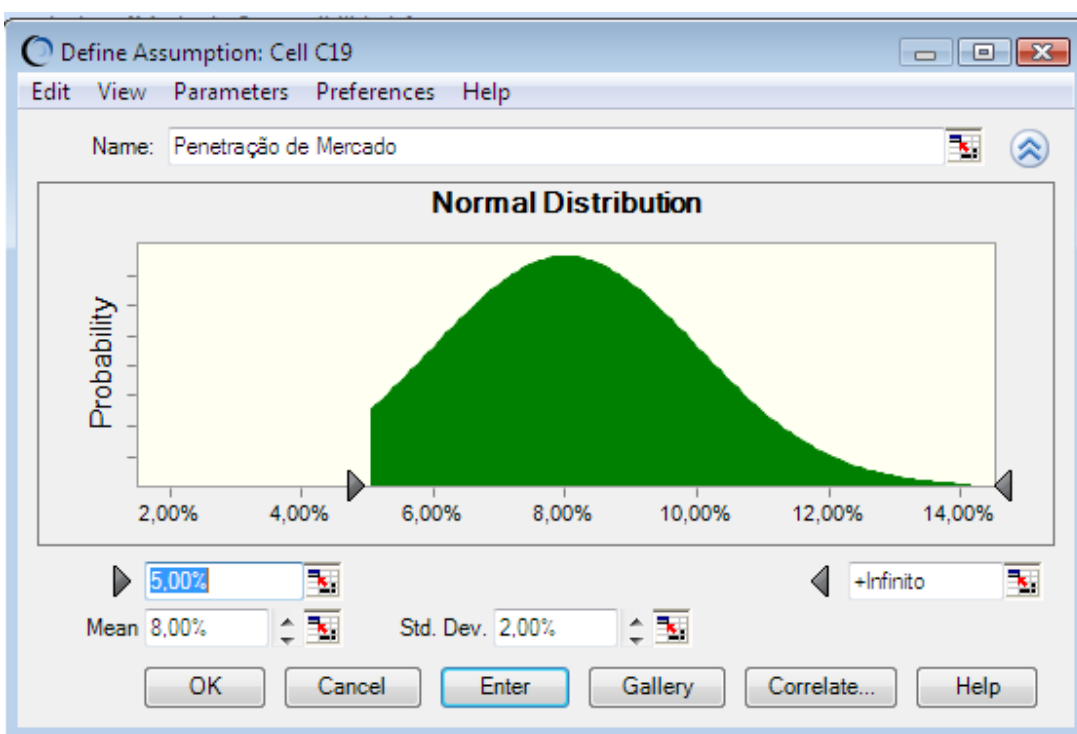 Define Assumption: Cell C19
Edit View Parameters Preferences Help
Name: Penetração de Mercado
Normal Distribution
Probability
2,00% 4,00% 6,00% 8,00% 10,00% 12,00% 14,00%
5,00% +Infinito
Mean 8,00% Std. Dev. 2,00%
OK Cancel Enter Gallery Correlate... Help